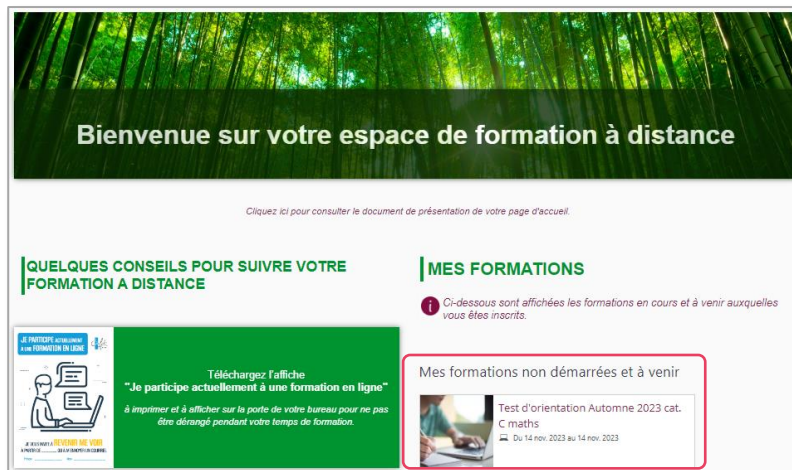 Bienvenue sur votre espace de formation à distance
Cliquez ici pour consulter le document de présentation de votre page d'accueil.
QUELQUES CONSEILS POUR SUIVRE VOTRE
FORMATION A DISTANCE
JE PARTICIPE ACTUELLEMENT
A UNE FORMATION EN LIGNE
REVENIR ME VOIR
Téléchargez l'affiche
"Je participe actuellement à une formation en ligne"
à imprimer et à afficher sur la porte de votre bureau pour ne pas
être dérangé pendant votre temps de formation.
MES FORMATIONS
i
Ci-dessous sont affichées les formations en cours et à venir auxquelles
vous êtes inscrits.
Mes formations non démarrées et à venir
Test d'orientation Automne 2023 cat.
C maths
Du 14 nov. 2023 au 14 nov. 2023